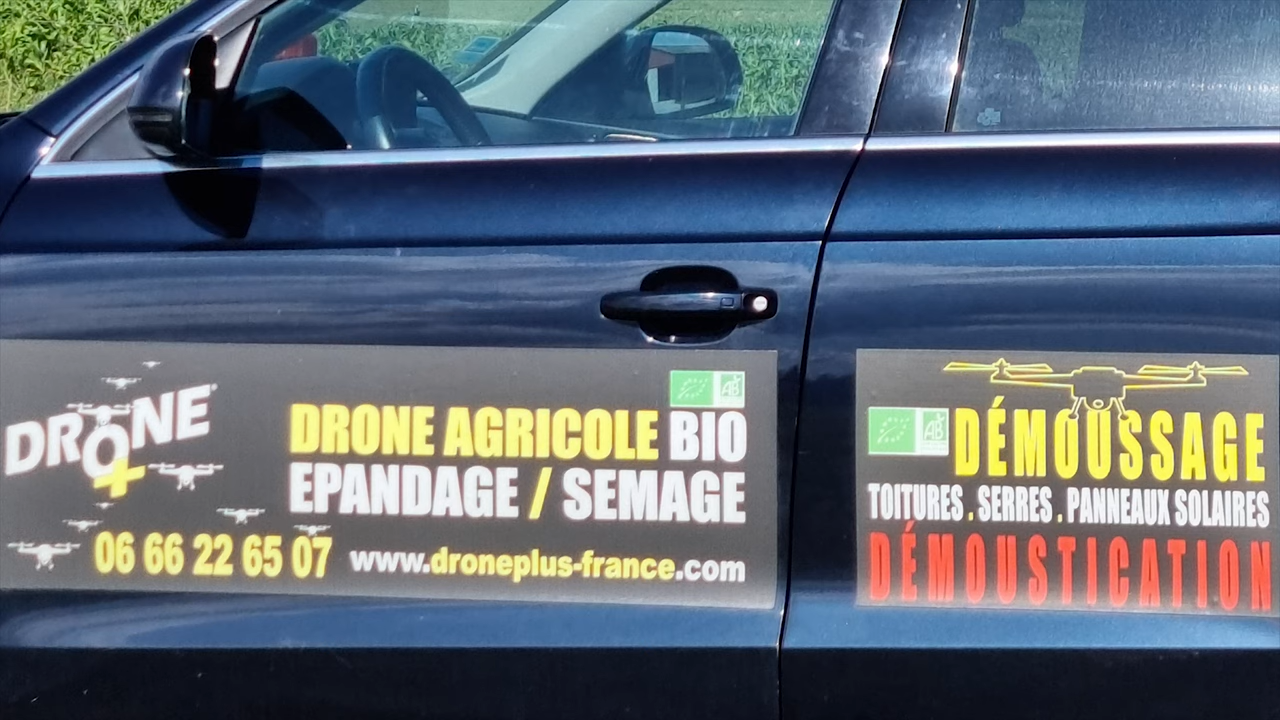 DRONE+
DRONE AGRICOLE BIO
EPANDAGE / SEMAGE
06 66 22 65 07 www.droneplus-france.com
AB
AB
DÉMOUSSAGE
TOITURES . SERRES . PANNEAUX SOLAIRES
DÉMOUSTICATION